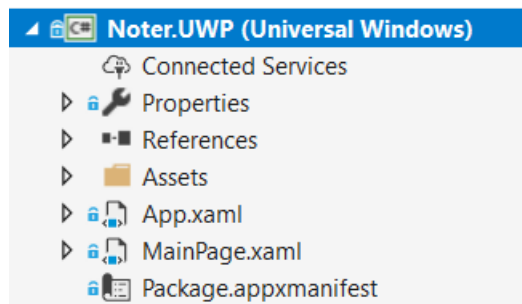 C# Noter.UWP (Universal Windows)
Connected Services
Properties
References
Assets
App.xaml
MainPage.xaml
Package.appxmanifest